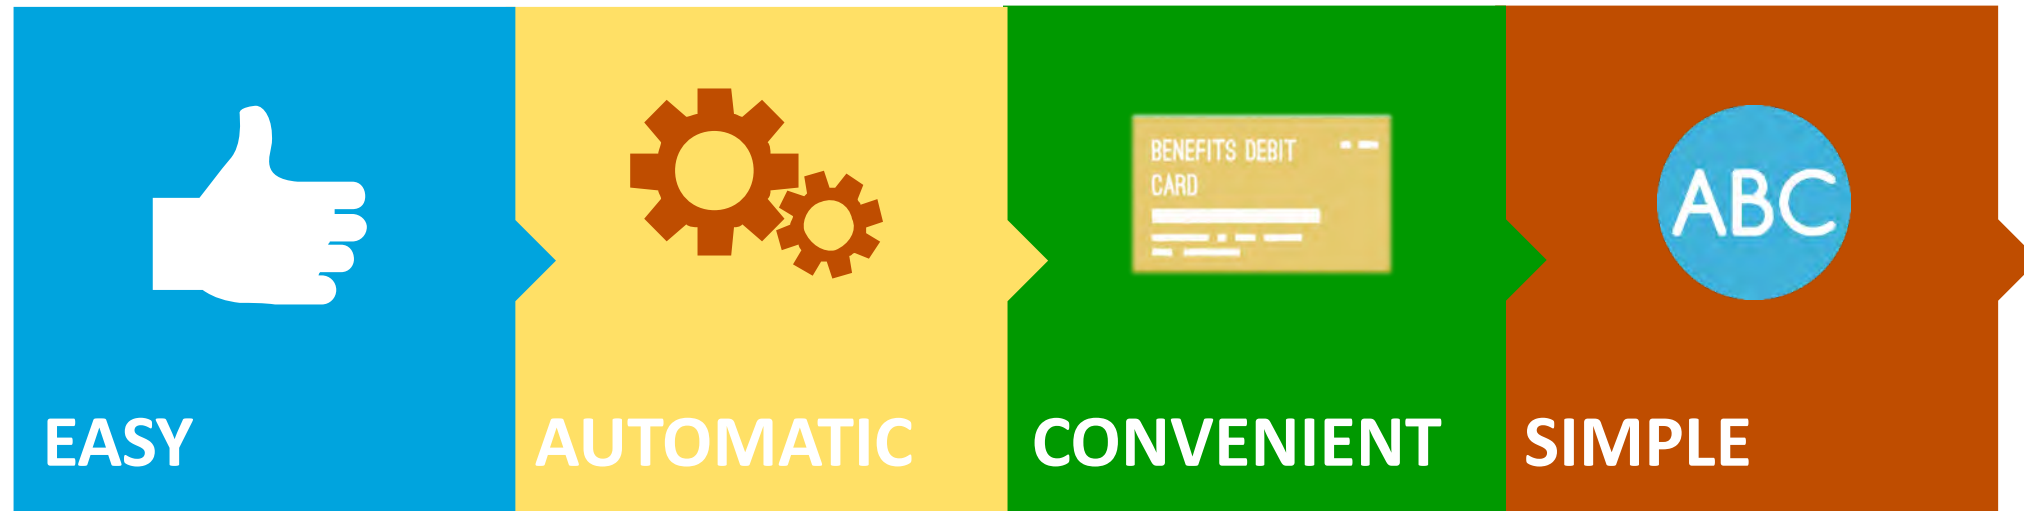 BENEFITS DEBIT
CARD
ABC
EASY
AUTOMATIC
CONVENIENT
SIMPLE